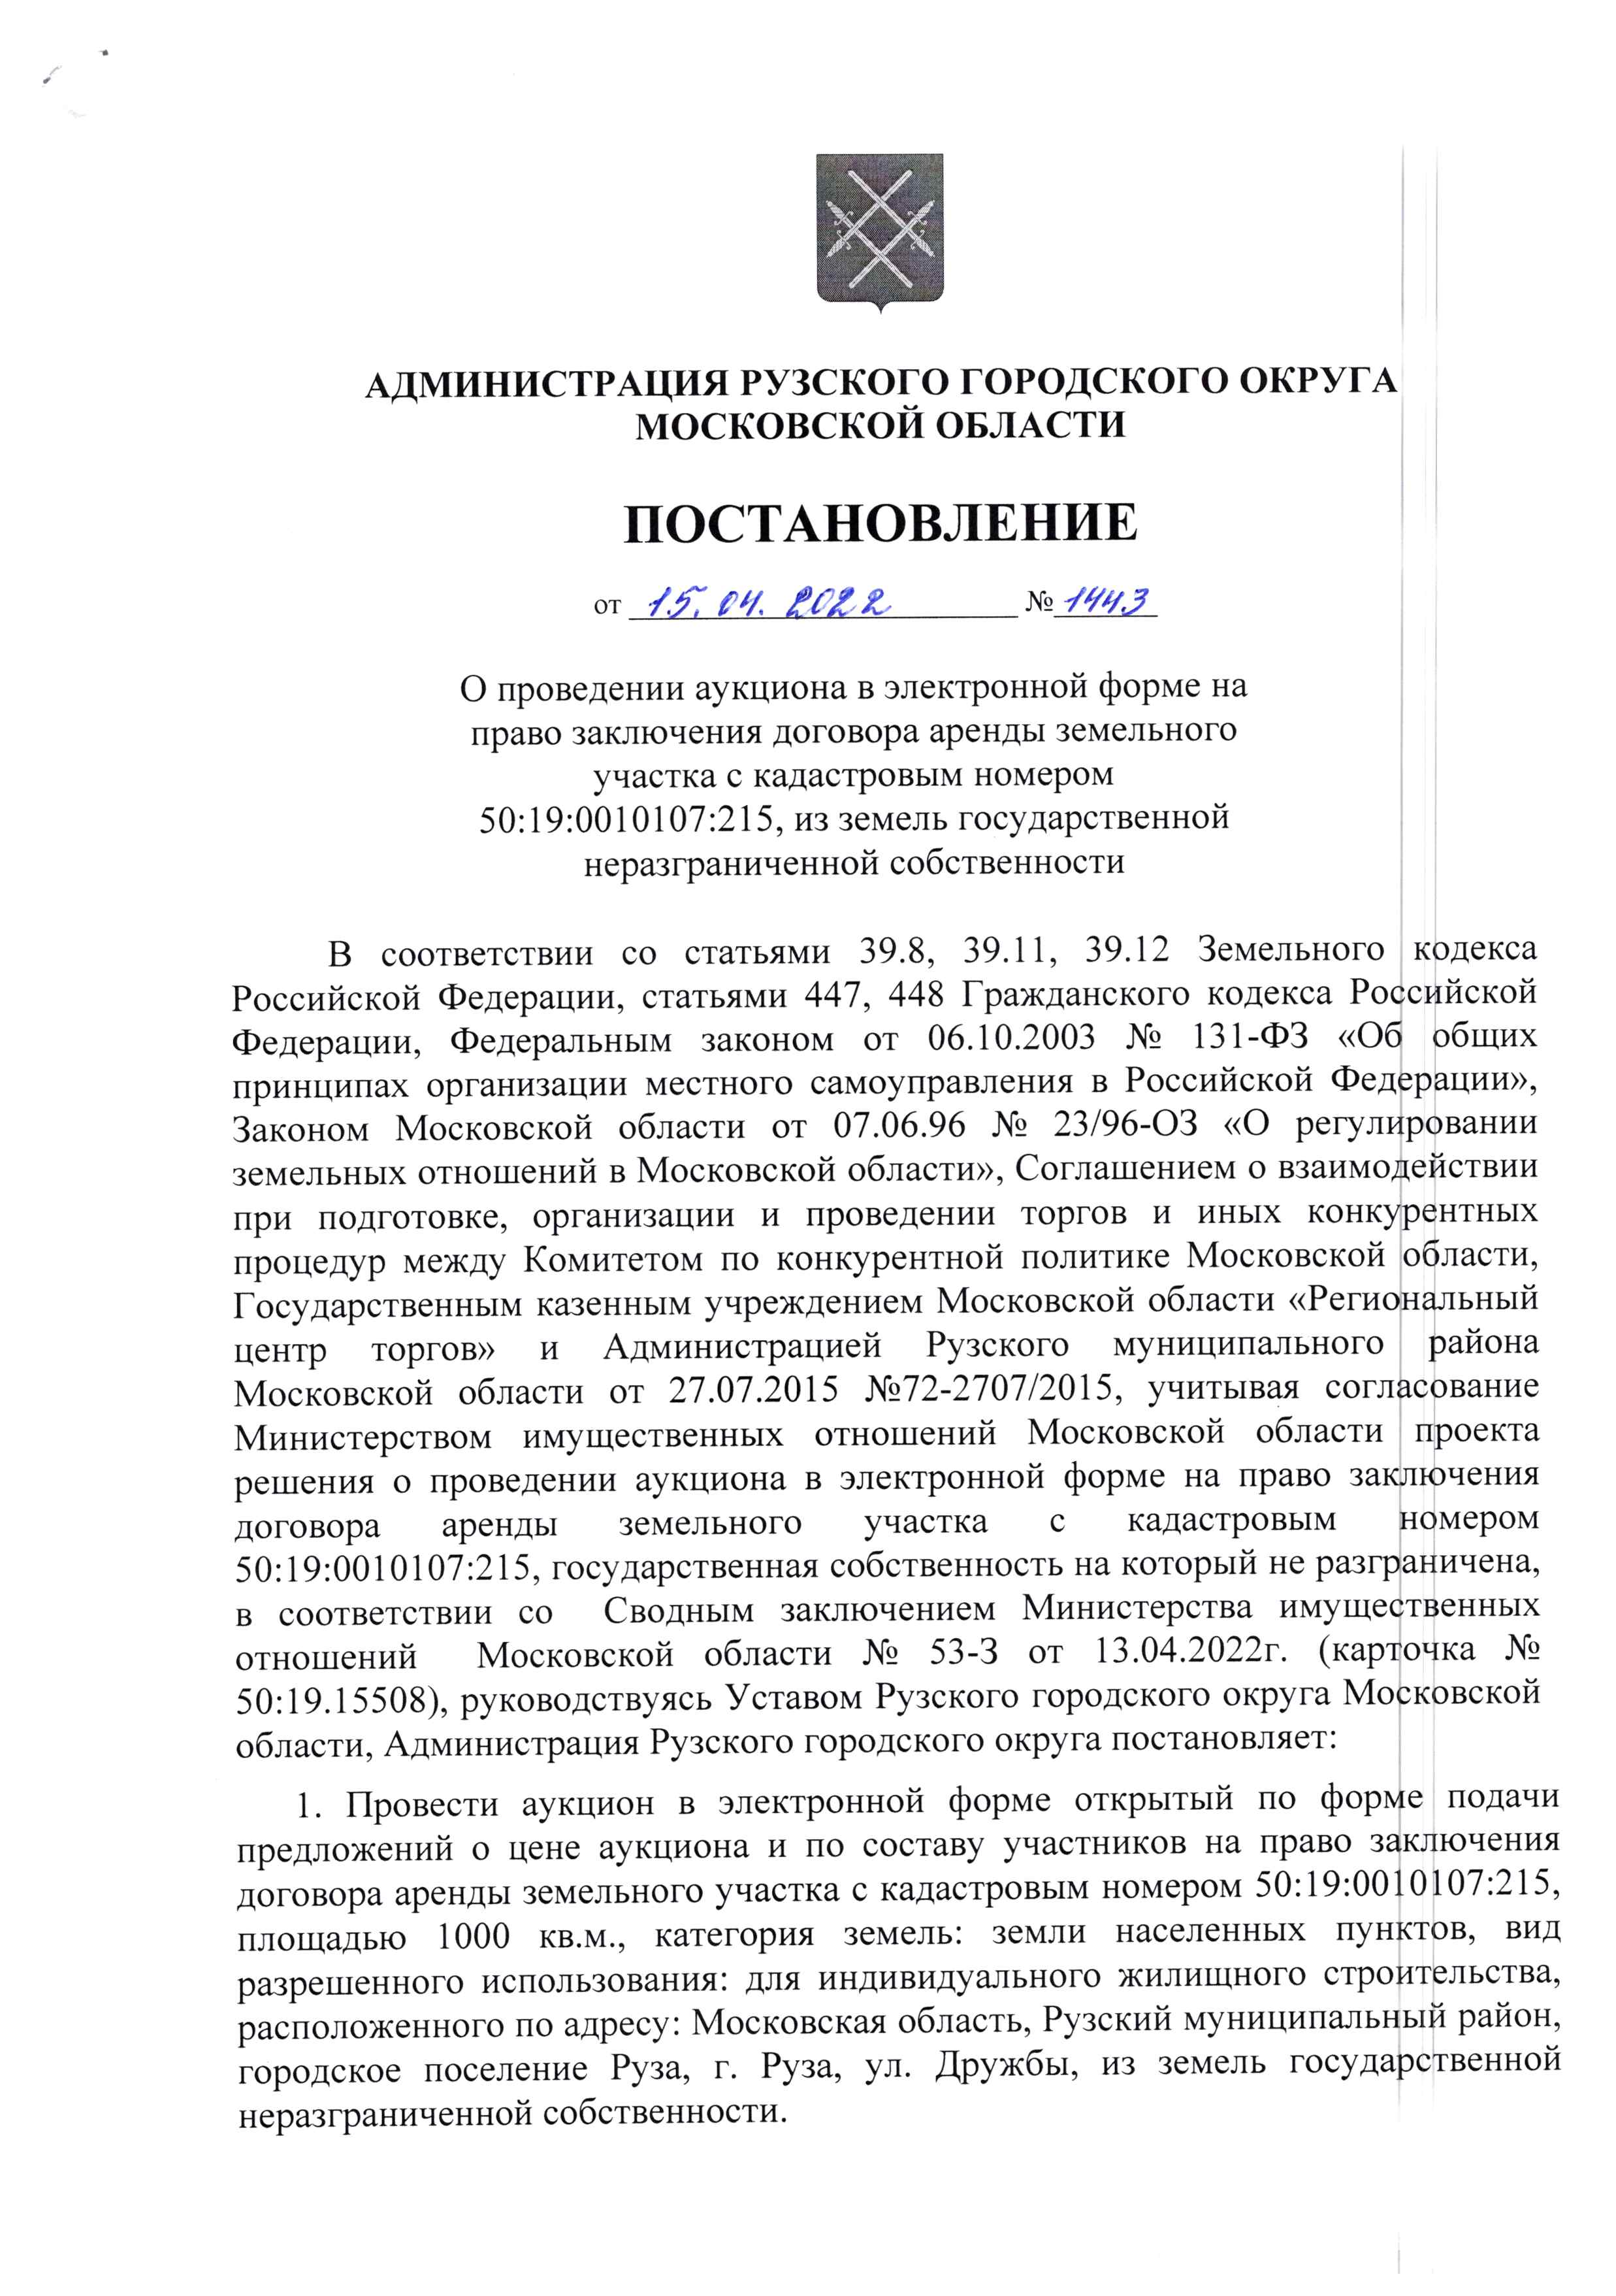 АДМИНИСТРАЦИЯ РУЗСКОГО ГОРОДСКОГО ОКРУГА
МОСКОВСКОЙ ОБЛАСТИ
ПОСТАНОВЛЕНИЕ
от 15.04.2022 № 1443
О проведении аукциона в электронной форме на
право заключения договора аренды земельного
участка с кадастровым номером
50:19:0010107:215, из земель государственной
неразграниченной собственности
В соответствии со статьями 39.8, 39.11, 39.12 Земельного кодекса
Российской Федерации, статьями 447, 448 Гражданского кодекса Российской
Федерации, Федеральным законом от 06.10.2003 № 131-ФЗ «Об общих
принципах организации местного самоуправления в Российской Федерации»,
Законом Московской области от 07.06.96 № 23/96-ОЗ «О регулировании
земельных отношений в Московской области», Соглашением о взаимодействии
при подготовке, организации и проведении торгов и иных конкурентных
процедур между Комитетом по конкурентной политике Московской области,
Государственным казенным учреждением Московской области «Региональный
центр торгов» и Администрацией Рузского муниципального района
Московской области от 27.07.2015 №72-2707/2015, учитывая согласование
Министерством имущественных отношений Московской области проекта
решения о проведении аукциона в электронной форме на право заключения
договора аренды земельного участка с кадастровым номером
50:19:0010107:215, государственная собственность на который не разграничена,
в соответствии со Сводным заключением Министерства имущественных
отношений Московской области № 53-З от 13.04.2022г. (карточка №
50:19.15508), руководствуясь Уставом Рузского городского округа Московской
области, Администрация Рузского городского округа постановляет:
1. Провести аукцион в электронной форме открытый по форме подачи
предложений о цене аукциона и по составу участников на право заключения
договора аренды земельного участка с кадастровым номером 50:19:0010107:215,
площадью 1000 кв.м., категория земель: земли населенных пунктов, вид
разрешенного использования: для индивидуального жилищного строительства,
расположенного по адресу: Московская область, Рузский муниципальный район,
городское поселение Руза, г. Руза, ул. Дружбы, из земель государственной
неразграниченной собственности.